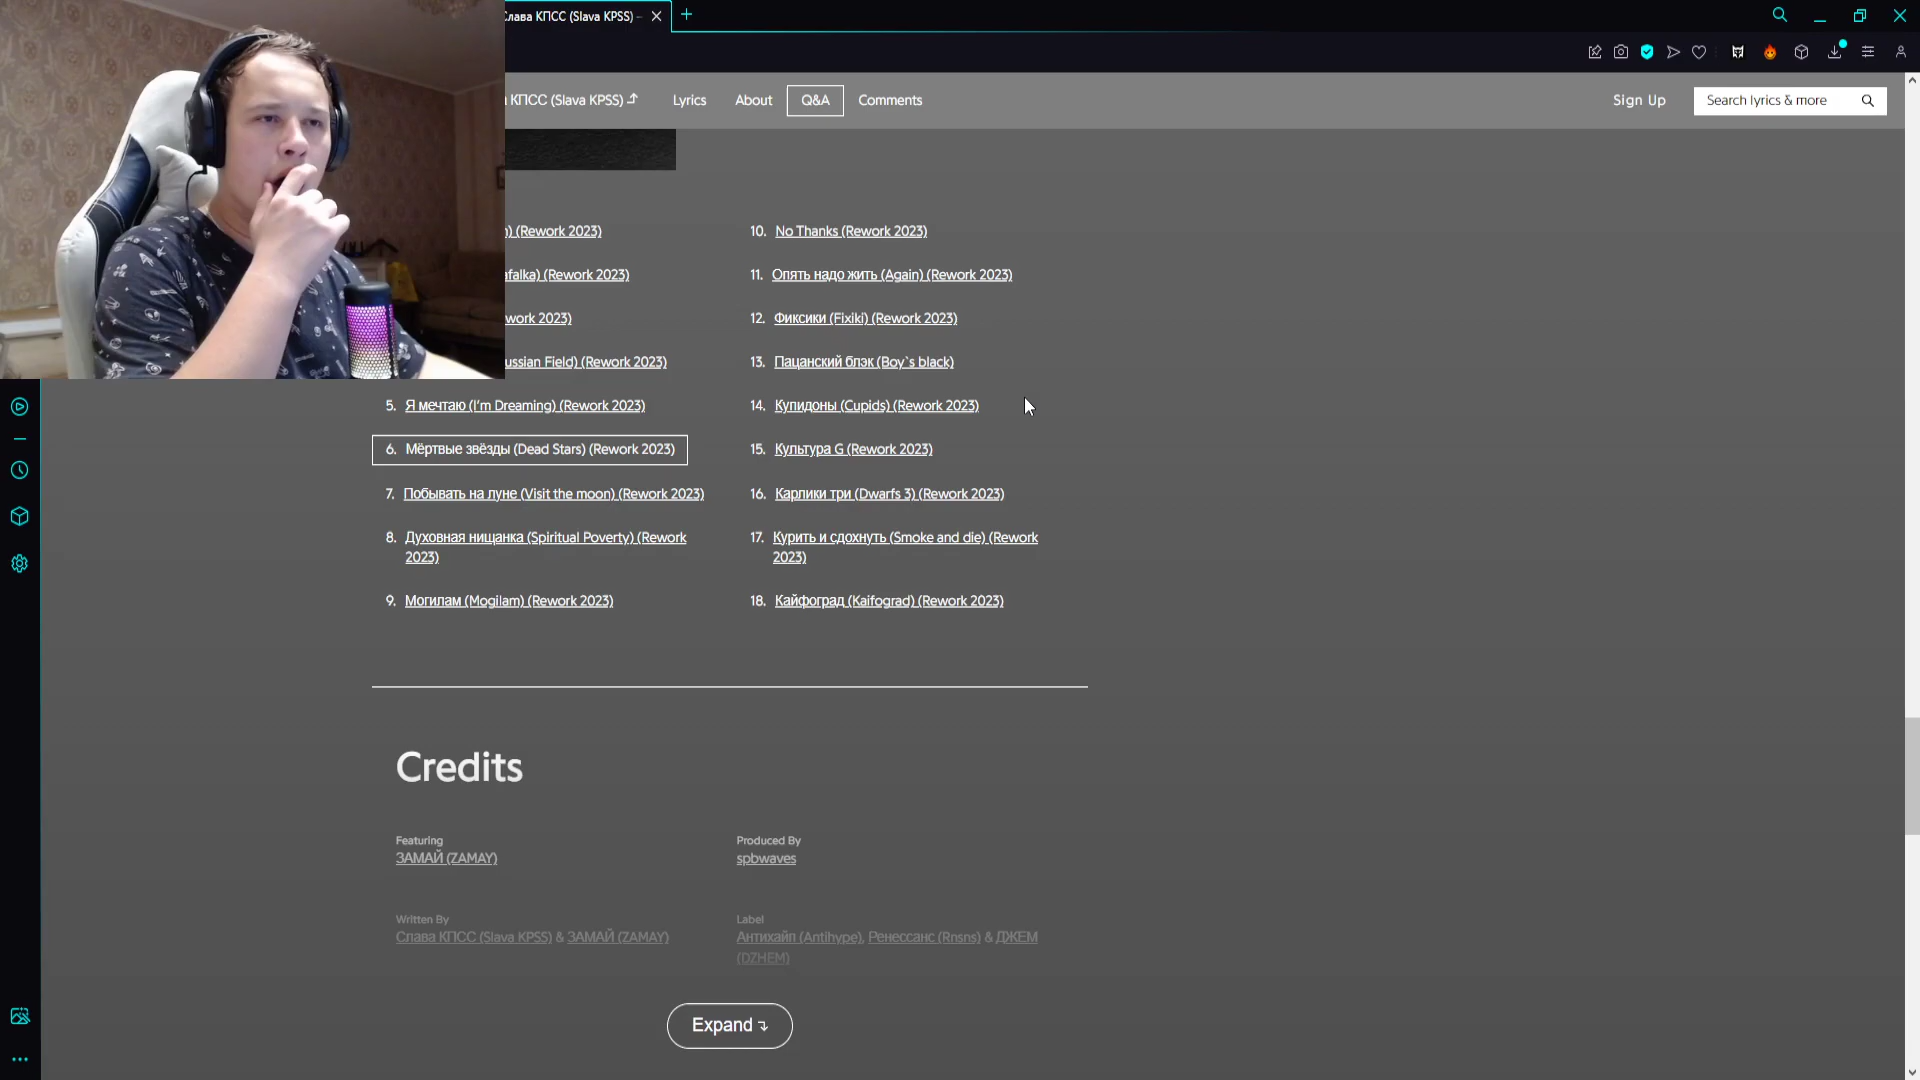 Слава КПСС (Slava KPSS) –
КПСС (Slava KPSS)
Lyrics
About
Q&A
Comments
Sign Up
Search lyrics & more
(Rework 2023)
(Rework 2023)
2023)
Field) (Rework 2023)
5. Я мечтаю (I'm Dreaming) (Rework 2023)
6. Мёртвые звёзды (Dead Stars) (Rework 2023)
7. Побывать на луне (Visit the moon) (Rework 2023)
8. Духовная нищанка (Spiritual Poverty) (Rework
2023)
9. Могилам (Mogilam) (Rework 2023)
10. No Thanks (Rework 2023)
11. Опять надо жить (Again) (Rework 2023)
12. Фиксики (Fixiki) (Rework 2023)
13. Пацанский блэк (Boy`s black)
14. Купидоны (Cupids) (Rework 2023)
15. Культура G (Rework 2023)
16. Карлики три (Dwarfs 3) (Rework 2023)
17. Курить и сдохнуть (Smoke and die) (Rework
2023)
18. Кайфоград (Kaifograd) (Rework 2023)
Credits
Featuring
ЗАМАЙ (ZAMAY)
Produced By
spbwaves
Written By
Слава КПСС (Slava KPSS) & ЗАМАЙ (ZAMAY)
Label
Антихайп (Antihype), Ренессанс (Rnsns) & ДЖЕМ
(DZHEM)
Expand